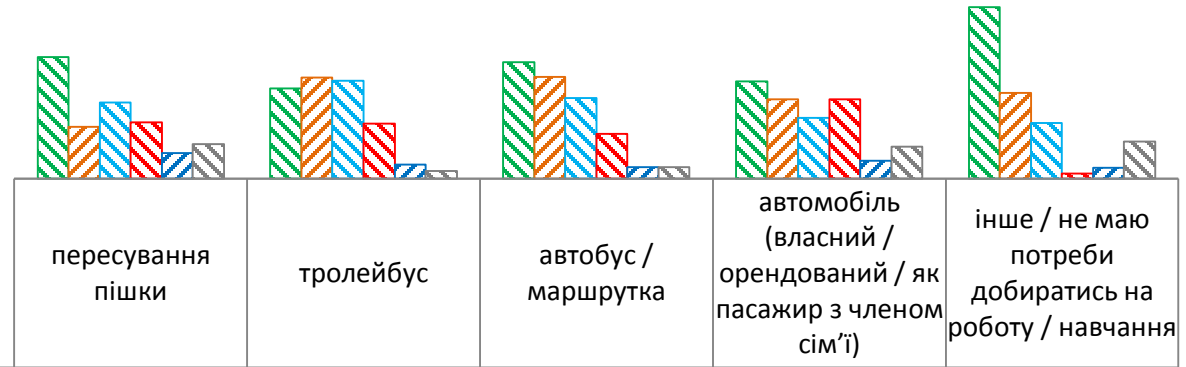 пересування
пішки
тролейбус
автобус /
маршрутка
автомобіль
(власний /
орендований / як
пасажир з членом
сім’ї)
інше / не маю
потреби
добиратись на
роботу / навчання